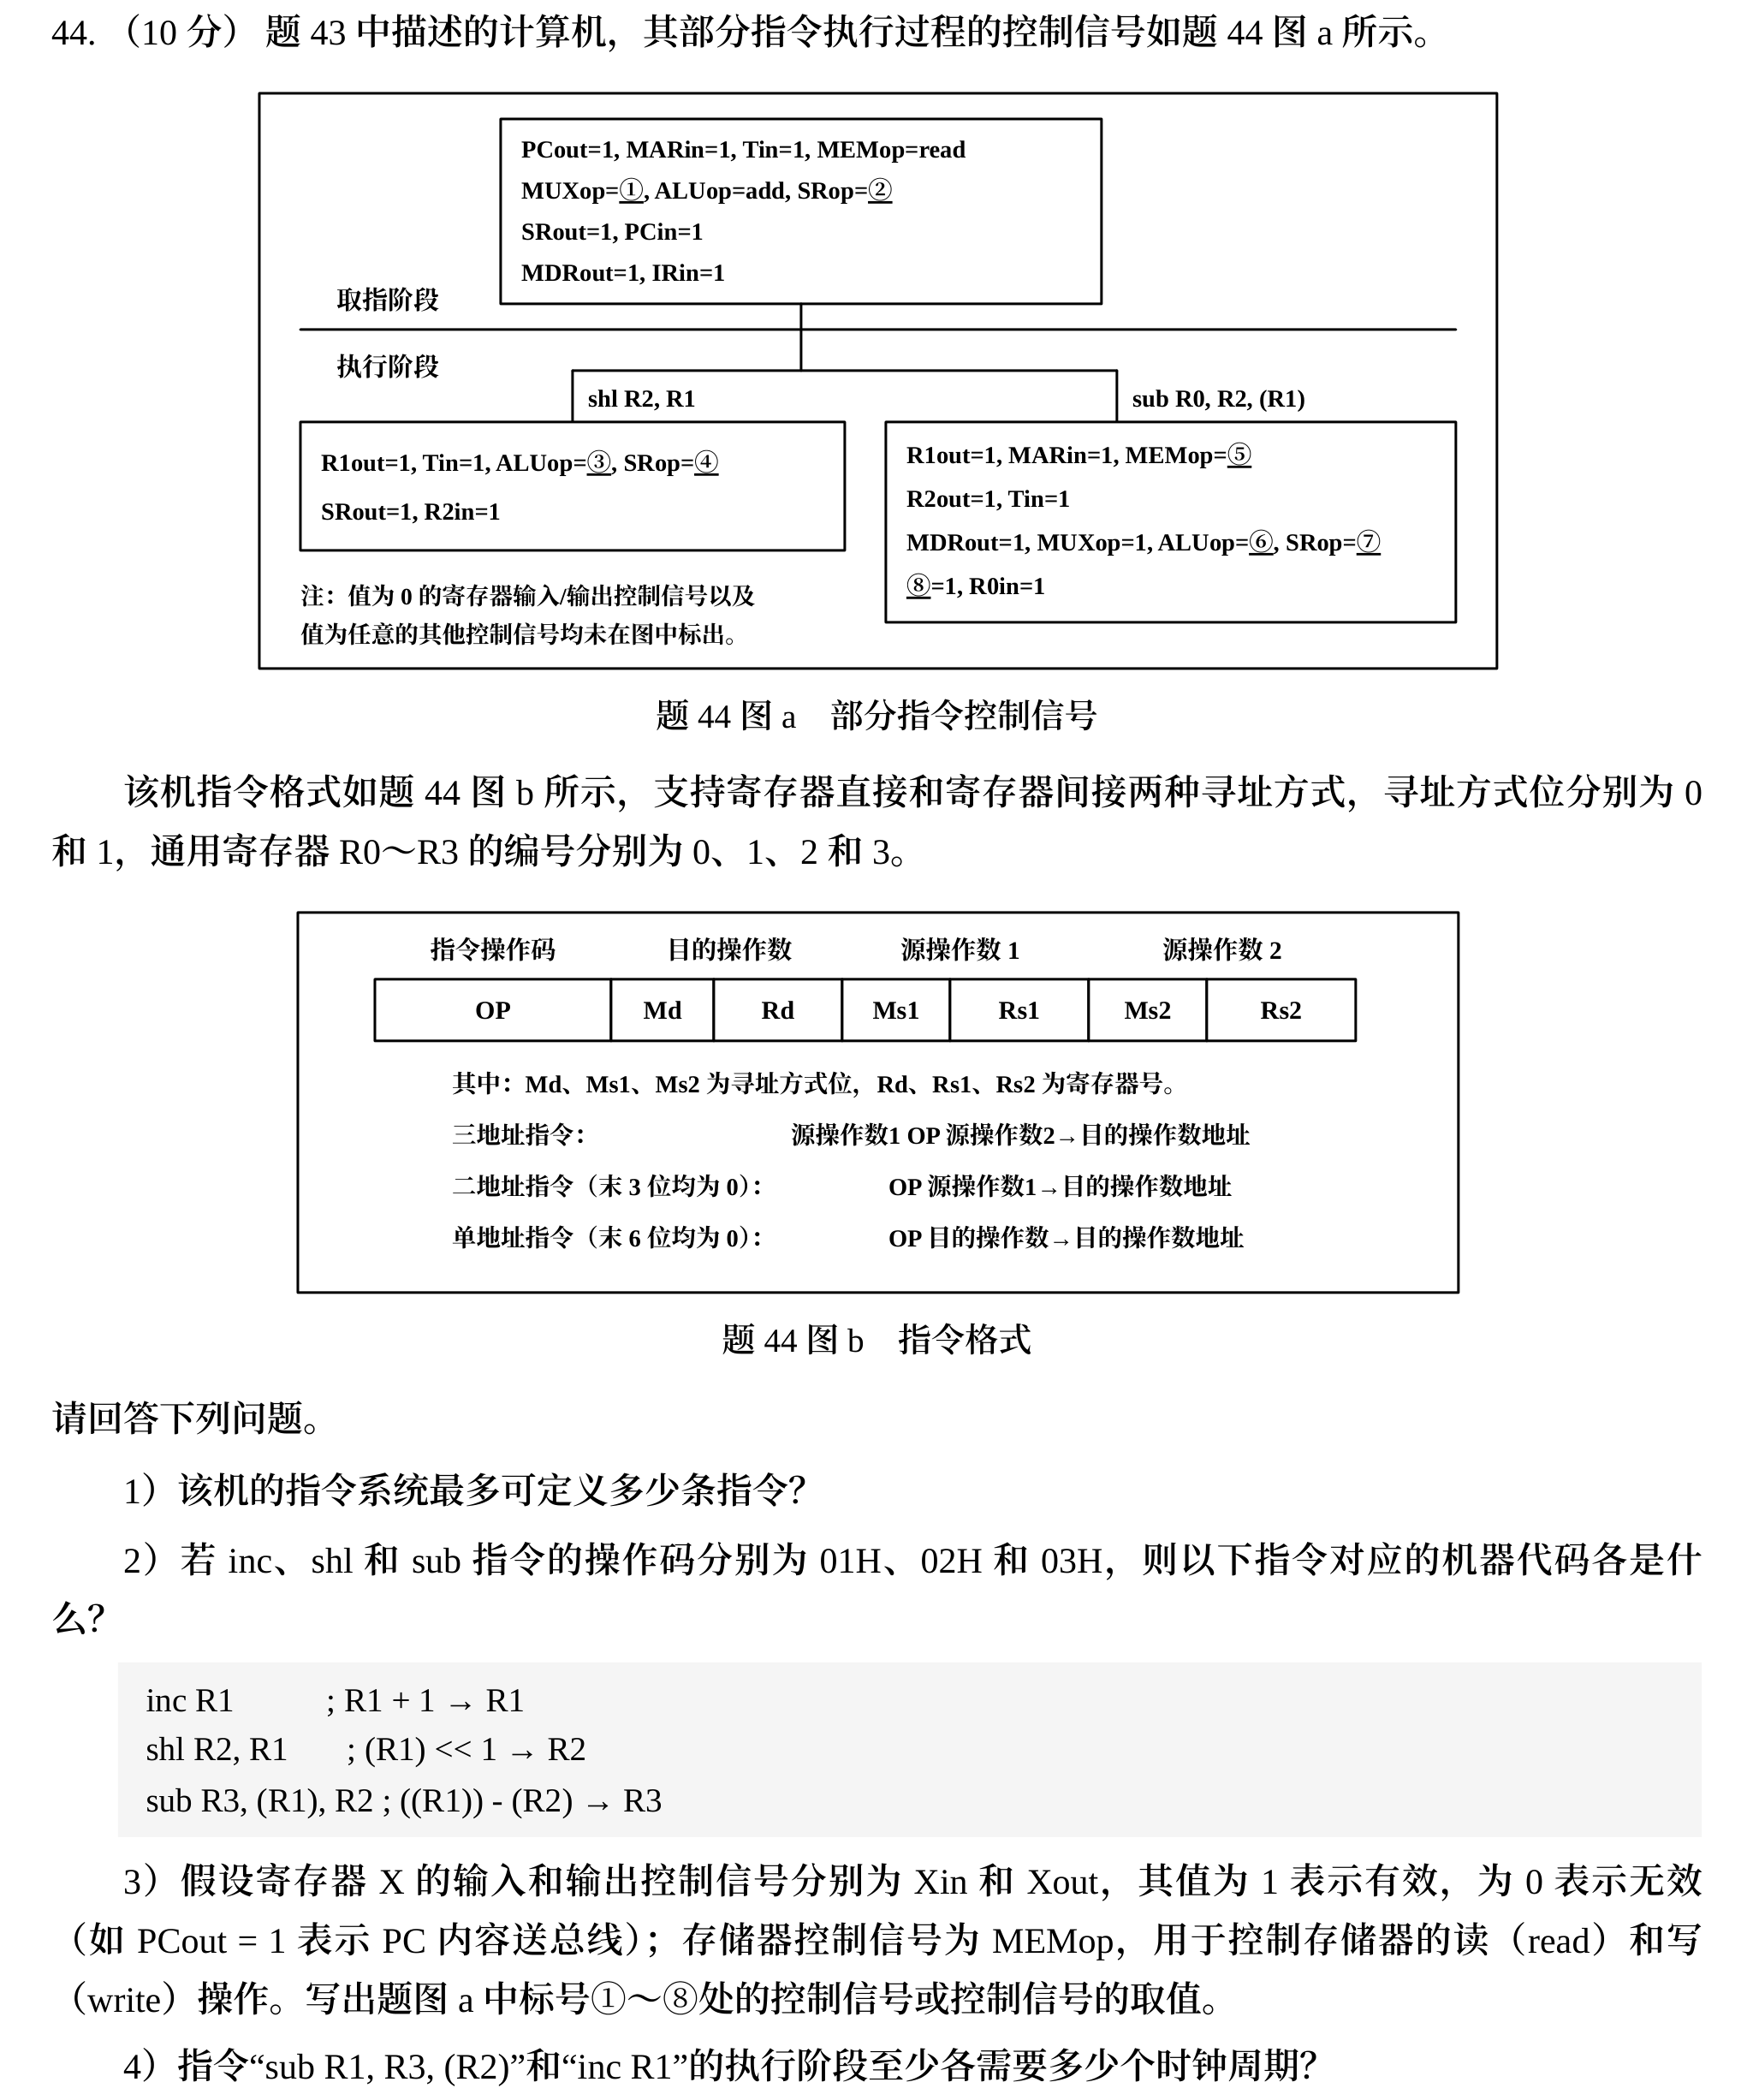 44. （10 分） 题 43 中描述的计算机，其部分指令执行过程的控制信号如题 44 图 a 所示。
PCout=1, MARin=1, Tin=1, MEMop=read
MUXop=①, ALUop=add, SRop=②
SRout=1, PCin=1
MDRout=1, IRin=1
取指阶段
执行阶段
shl R2, R1
sub R0, R2, (R1)
R1out=1, Tin=1, ALUop=③, SRop=④
SRout=1, R2in=1
R1out=1, MARin=1, MEMop=⑤
R2out=1, Tin=1
MDRout=1, MUXop=1, ALUop=⑥, SRop=⑦
⑧=1, R0in=1
注：值为 0 的寄存器输入/输出控制信号以及
值为任意的其他控制信号均未在图中标出。
题 44 图 a 部分指令控制信号
该机指令格式如题 44 图 b 所示，支持寄存器直接和寄存器间接两种寻址方式，寻址方式位分别为 0
和 1，通用寄存器 R0～R3 的编号分别为 0、1、2 和 3。
指令操作码 目的操作数 源操作数 1 源操作数 2
OP Md Rd Ms1 Rs1 Ms2 Rs2
其中：Md、Ms1、Ms2 为寻址方式位，Rd、Rs1、Rs2 为寄存器号。
三地址指令： 源操作数1 OP 源操作数2→目的操作数地址
二地址指令（末 3 位均为 0）： OP 源操作数1→目的操作数地址
单地址指令（末 6 位均为 0）： OP 目的操作数→目的操作数地址
题 44 图 b 指令格式
请回答下列问题。
1）该机的指令系统最多可定义多少条指令？
2）若 inc、shl 和 sub 指令的操作码分别为 01H、02H 和 03H，则以下指令对应的机器代码各是什
么？
inc R1 ; R1 + 1 → R1
shl R2, R1 ; (R1) << 1 → R2
sub R3, (R1), R2 ; ((R1)) - (R2) → R3
3）假设寄存器 X 的输入和输出控制信号分别为 Xin 和 Xout，其值为 1 表示有效，为 0 表示无效
（如 PCout = 1 表示 PC 内容送总线）；存储器控制信号为 MEMop，用于控制存储器的读（read）和写
（write）操作。写出题图 a 中标号①～⑧处的控制信号或控制信号的取值。
4）指令“sub R1, R3, (R2)”和“inc R1”的执行阶段至少各需要多少个时钟周期？